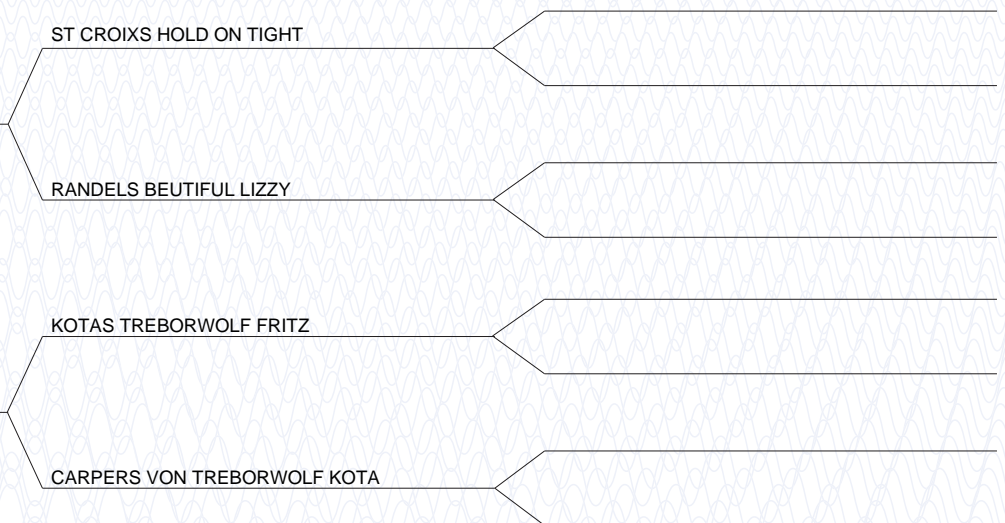 ST CROIXS HOLD ON TIGHT
RANDELS BEUTIFUL LIZZY
KOTAS TREBORWOLF FRITZ
CARPERS VON TREBORWOLF KOTA